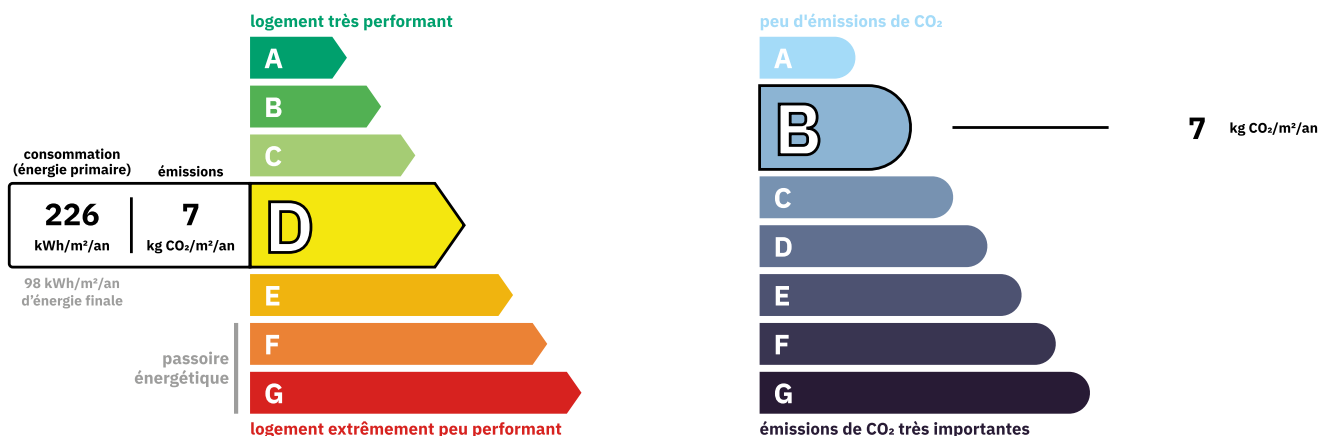 logement très performant
A
B
C
consommation
(énergie primaire)
émissions
226
kWh/m²/an
7
kg CO₂/m²/an
D
98 kWh/m²/an
d'énergie finale
E
passoire
énergétique
F
G
logement extrêmement peu performant
peu d'émissions de CO₂
A
B
7 kg CO₂/m²/an
C
D
E
F
G
émissions de CO₂ très importantes